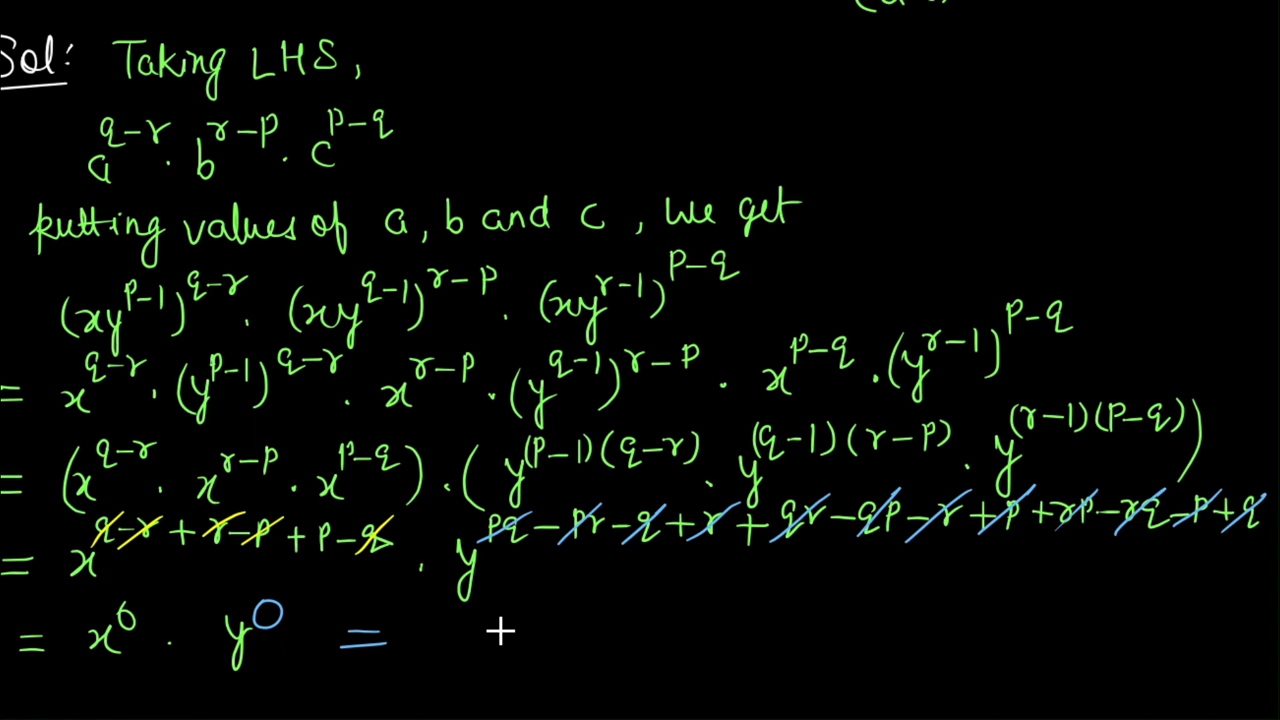 Sol: Taking LHS,
a^{q-r} . b^{r-p} . c^{p-q}
putting values of a, b and c, we get
(xy^{p-1})^{q-r} . (xy^{q-1})^{r-p} . (xy^{r-1})^{p-q}
= x^{q-r} . (y^{p-1})^{q-r} . x^{r-p} . (y^{q-1})^{r-p} . x^{p-q} . (y^{r-1})^{p-q}
= (x^{q-r} . x^{r-p} . x^{p-q}) . (y^{(p-1)(q-r)} . y^{(q-1)(r-p)} . y^{(r-1)(p-q)})
= x^{q-r+r-p+p-q} . y^{pq-pr-q+r+qr-qp-r+p+rp-rq-p+q}
= x^0 . y^0 =